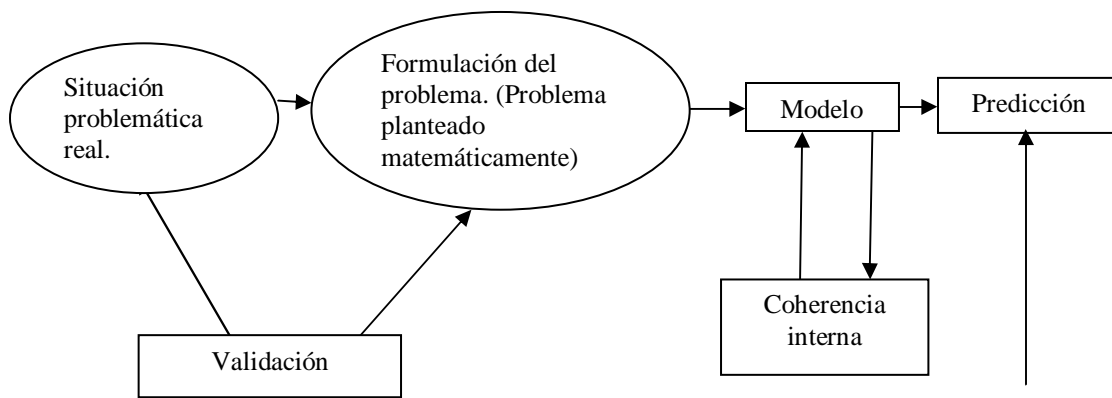 Situación
problemática
real.
Formulación del
problema. (Problema
planteado
matemáticamente)
Modelo
Predicción
Coherencia
interna
Validación